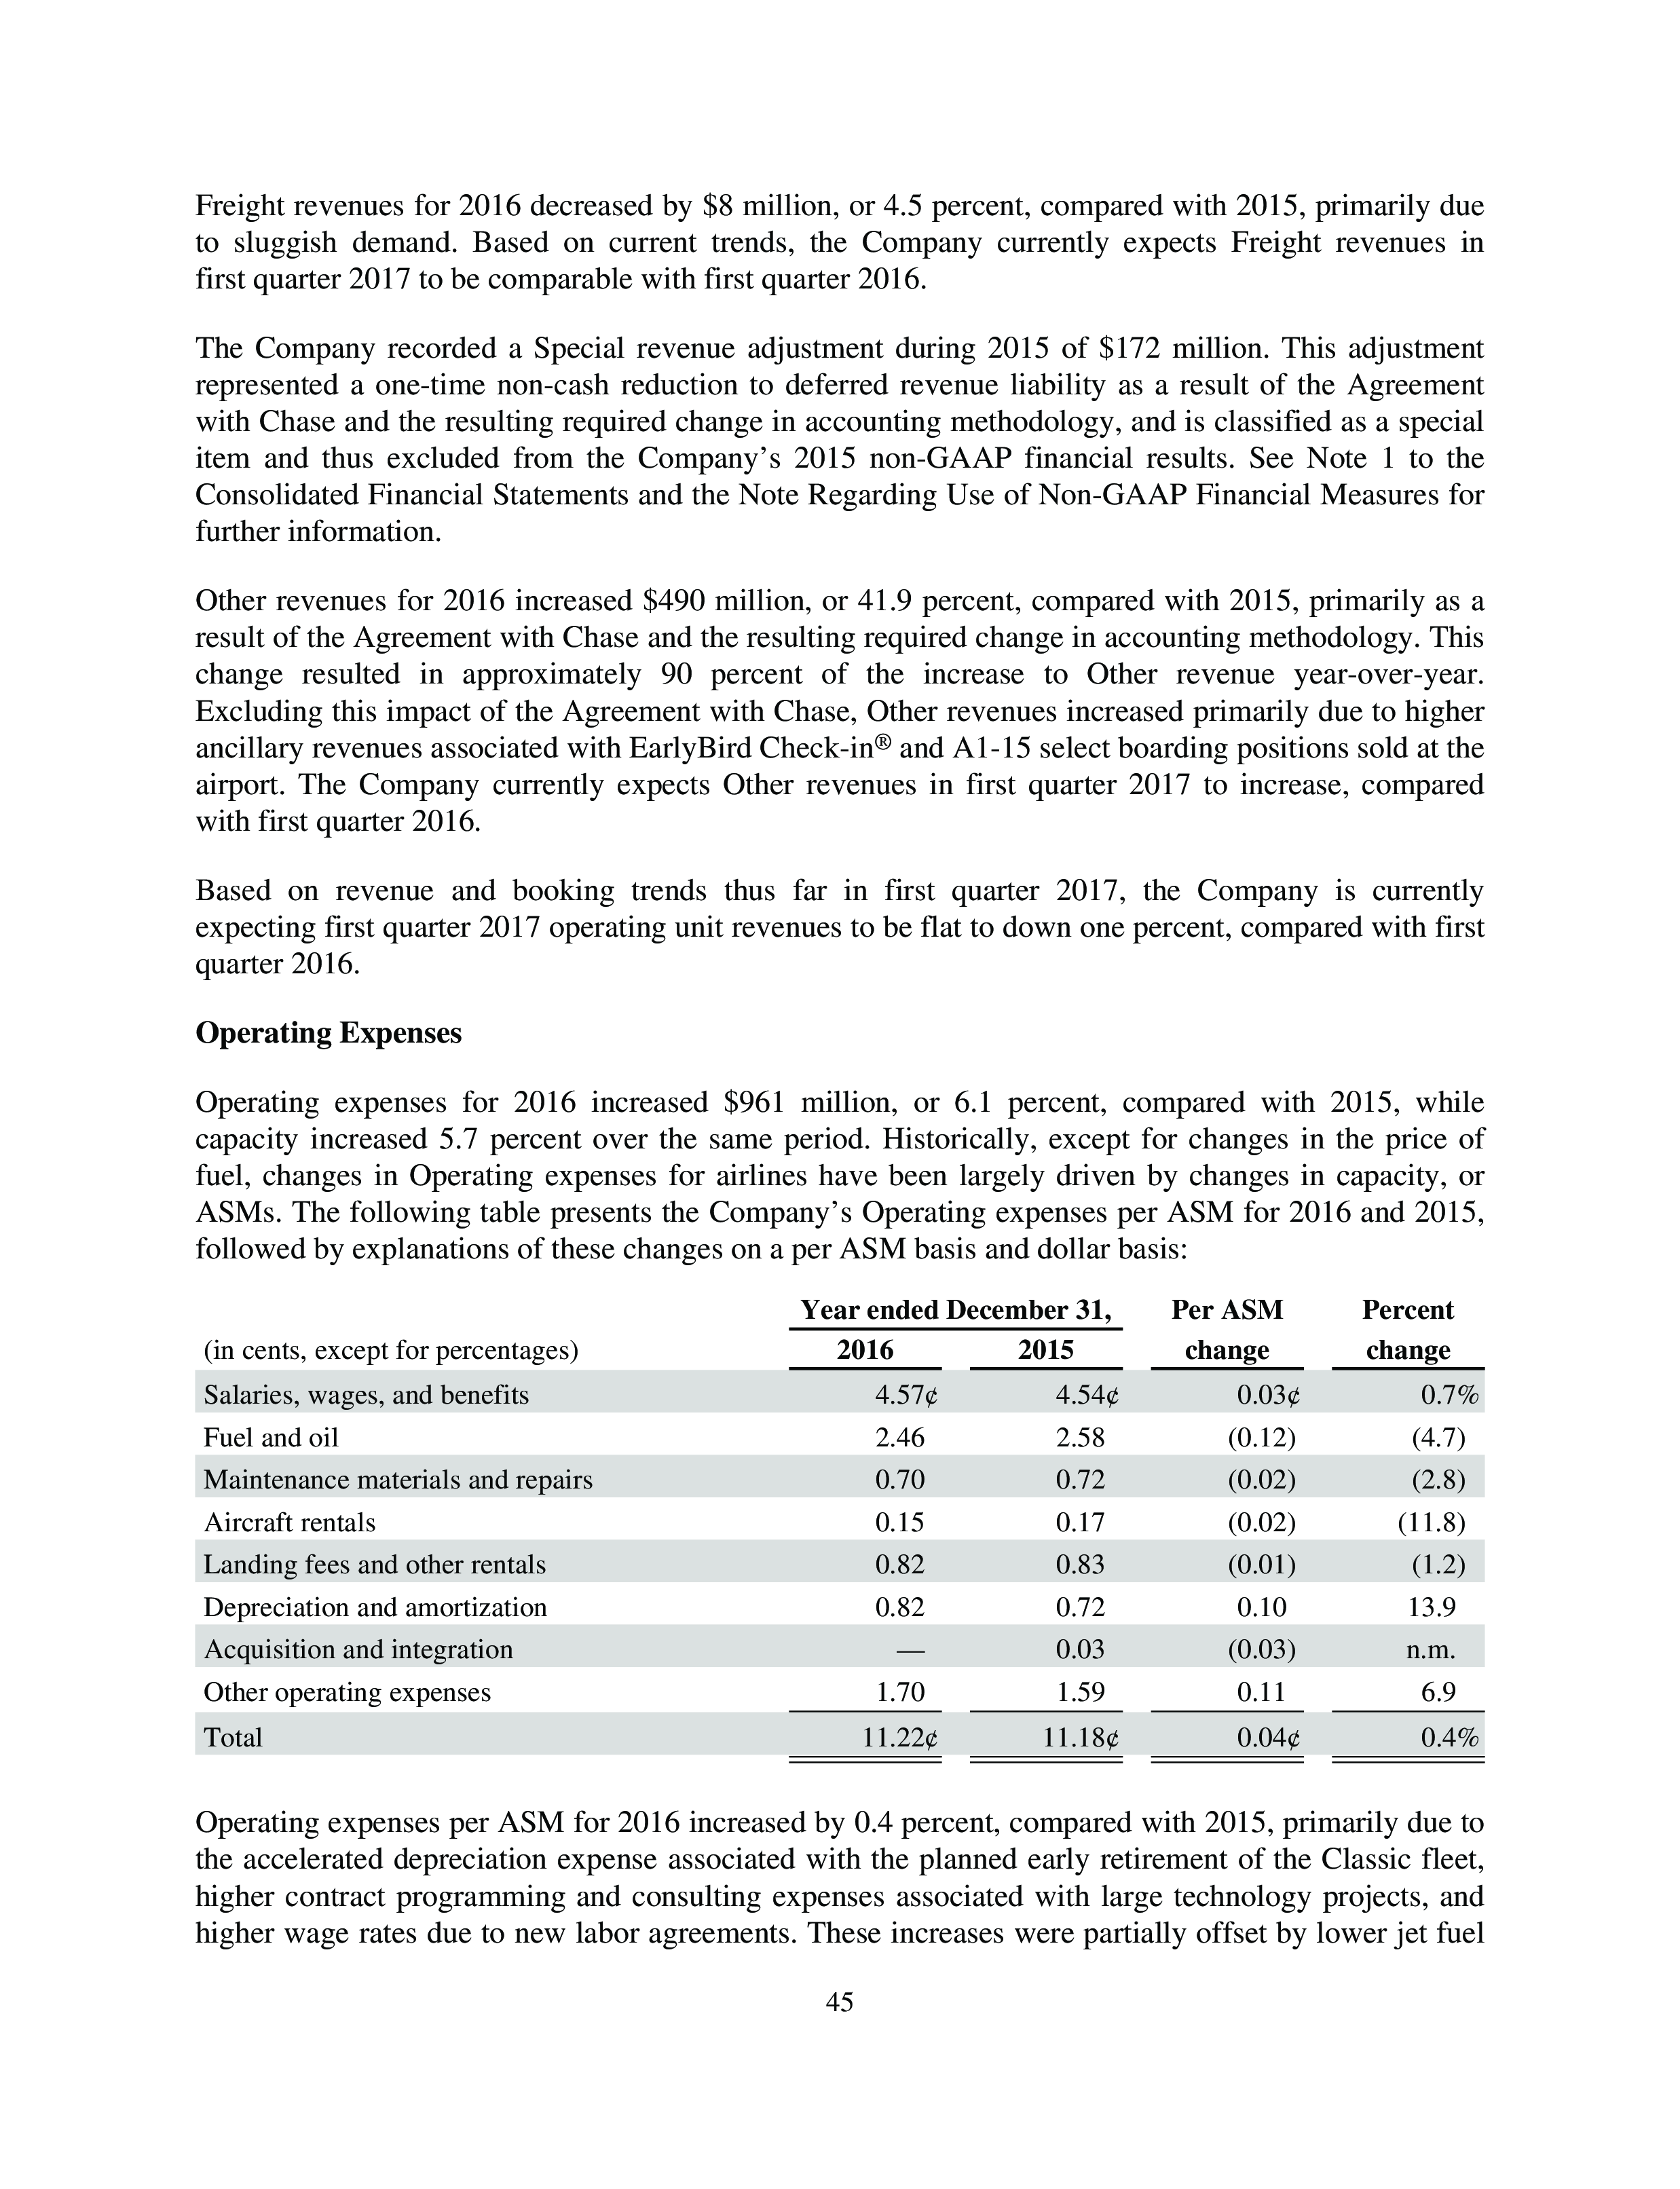 Freight revenues for 2016 decreased by $8 million, or 4.5 percent, compared with 2015, primarily due
to sluggish demand. Based on current trends, the Company currently expects Freight revenues in
first quarter 2017 to be comparable with first quarter 2016.
The Company recorded a Special revenue adjustment during 2015 of $172 million. This adjustment
represented a one-time non-cash reduction to deferred revenue liability as a result of the Agreement
with Chase and the resulting required change in accounting methodology, and is classified as a special
item and thus excluded from the Company's 2015 non-GAAP financial results. See Note 1 to the
Consolidated Financial Statements and the Note Regarding Use of Non-GAAP Financial Measures for
further information.
Other revenues for 2016 increased $490 million, or 41.9 percent, compared with 2015, primarily as a
result of the Agreement with Chase and the resulting required change in accounting methodology. This
change resulted in approximately 90 percent of the increase to Other revenue year-over-year.
Excluding this impact of the Agreement with Chase, Other revenues increased primarily due to higher
ancillary revenues associated with EarlyBird Check-in® and A1-15 select boarding positions sold at the
airport. The Company currently expects Other revenues in first quarter 2017 to increase, compared
with first quarter 2016.
Based on revenue and booking trends thus far in first quarter 2017, the Company is currently
expecting first quarter 2017 operating unit revenues to be flat to down one percent, compared with first
quarter 2016.
Operating Expenses
Operating expenses for 2016 increased $961 million, or 6.1 percent, compared with 2015, while
capacity increased 5.7 percent over the same period. Historically, except for changes in the price of
fuel, changes in Operating expenses for airlines have been largely driven by changes in capacity, or
ASMs. The following table presents the Company's Operating expenses per ASM for 2016 and 2015,
followed by explanations of these changes on a per ASM basis and dollar basis:
Year ended December 31, Per ASM Percent
(in cents, except for percentages) 2016 2015 change change
Salaries, wages, and benefits 4.57¢ 4.54¢ 0.03¢ 0.7%
Fuel and oil 2.46 2.58 (0.12) (4.7)
Maintenance materials and repairs 0.70 0.72 (0.02) (2.8)
Aircraft rentals 0.15 0.17 (0.02) (11.8)
Landing fees and other rentals 0.82 0.83 (0.01) (1.2)
Depreciation and amortization 0.82 0.72 0.10 13.9
Acquisition and integration — 0.03 (0.03) n.m.
Other operating expenses 1.70 1.59 0.11 6.9
Total 11.22¢ 11.18¢ 0.04¢ 0.4%
Operating expenses per ASM for 2016 increased by 0.4 percent, compared with 2015, primarily due to
the accelerated depreciation expense associated with the planned early retirement of the Classic fleet,
higher contract programming and consulting expenses associated with large technology projects, and
higher wage rates due to new labor agreements. These increases were partially offset by lower jet fuel
45